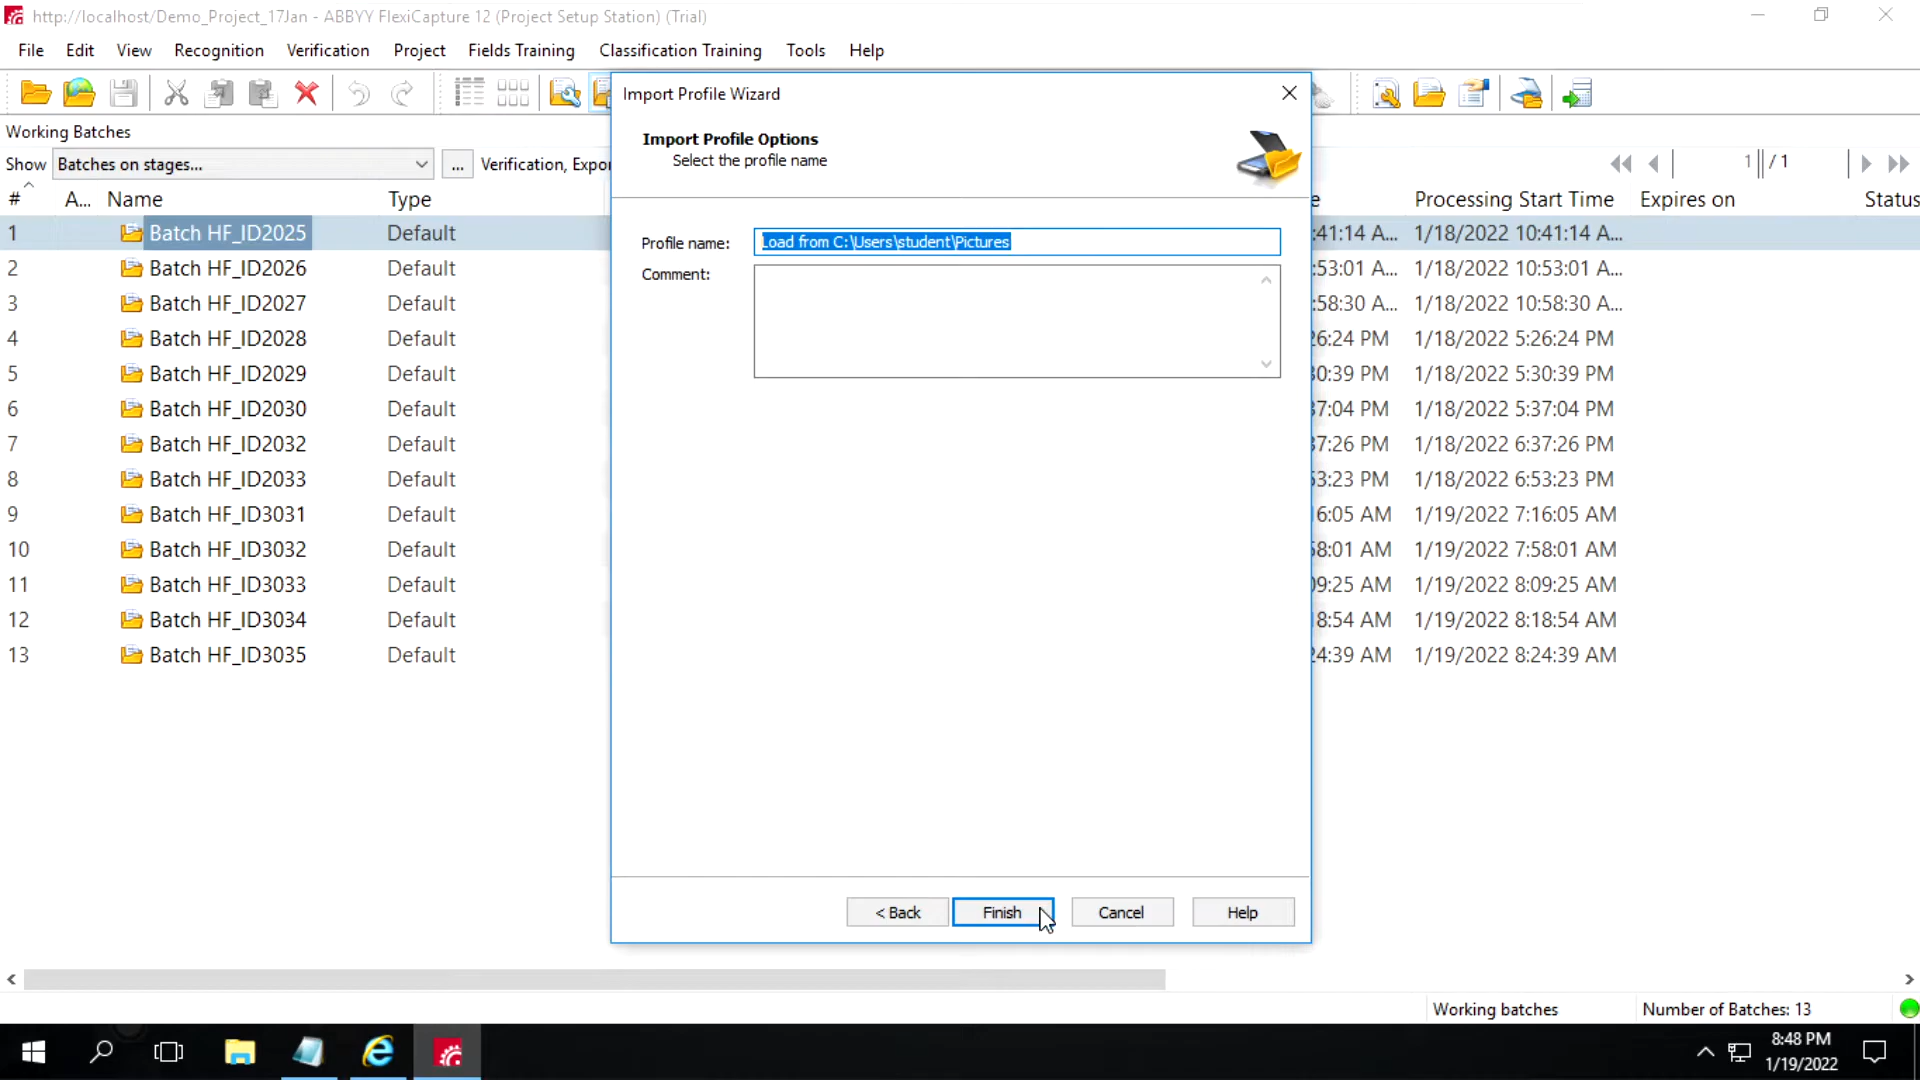 http://localhost/Demo_Project_17Jan - ABBYY FlexiCapture 12 (Project Setup Station) (Trial)
File Edit View Recognition Verification Project Fields Training Classification Training Tools Help
Working Batches
Show Batches on stages... ... Verification, Expor
1 / 1
# A... Name Type e Processing Start Time Expires on Status
1 Batch HF_ID2025 Default :41:14 A... 1/18/2022 10:41:14 A...
2 Batch HF_ID2026 Default :53:01 A... 1/18/2022 10:53:01 A...
3 Batch HF_ID2027 Default :58:30 A... 1/18/2022 10:58:30 A...
4 Batch HF_ID2028 Default 26:24 PM 1/18/2022 5:26:24 PM
5 Batch HF_ID2029 Default 30:39 PM 1/18/2022 5:30:39 PM
6 Batch HF_ID2030 Default 37:04 PM 1/18/2022 5:37:04 PM
7 Batch HF_ID2032 Default 37:26 PM 1/18/2022 6:37:26 PM
8 Batch HF_ID2033 Default 53:23 PM 1/18/2022 6:53:23 PM
9 Batch HF_ID3031 Default 16:05 AM 1/19/2022 7:16:05 AM
10 Batch HF_ID3032 Default 58:01 AM 1/19/2022 7:58:01 AM
11 Batch HF_ID3033 Default 09:25 AM 1/19/2022 8:09:25 AM
12 Batch HF_ID3034 Default 18:54 AM 1/19/2022 8:18:54 AM
13 Batch HF_ID3035 Default 24:39 AM 1/19/2022 8:24:39 AM
Import Profile Wizard
Import Profile Options
Select the profile name
Profile name: Load from C:\Users\student\Pictures
Comment:
< Back Finish Cancel Help
Working batches Number of Batches: 13
8:48 PM
1/19/2022